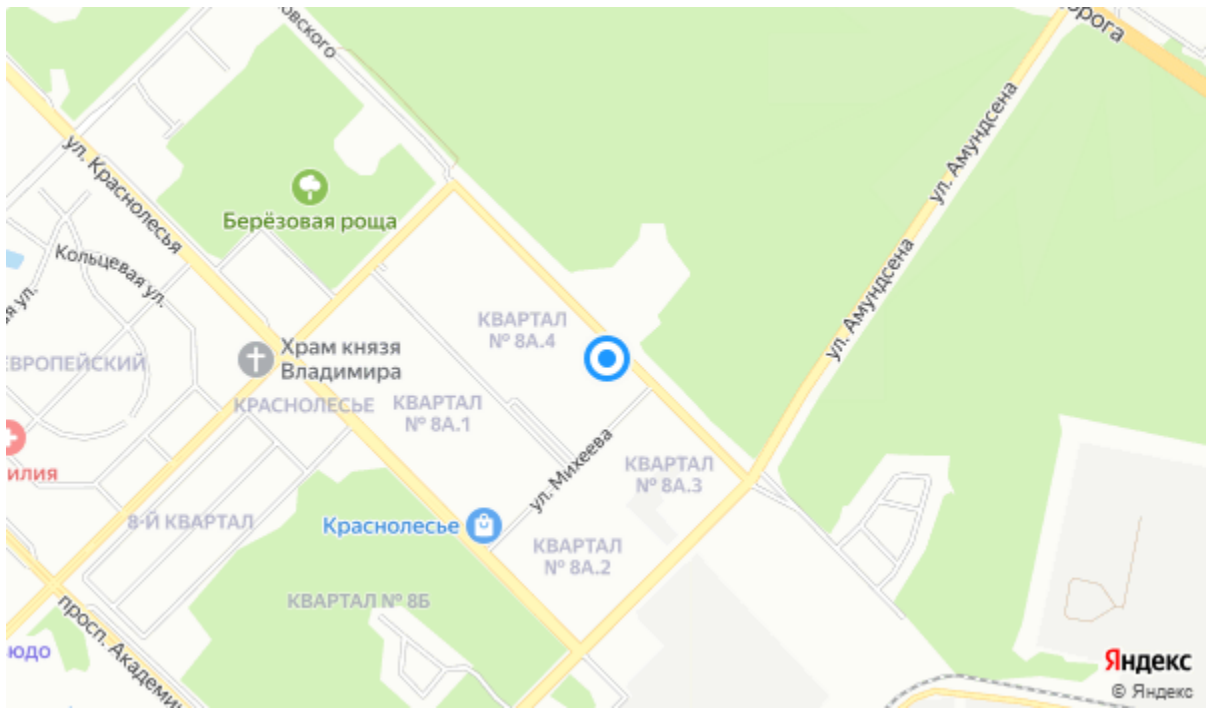 овского
орога
ул. Краснолесья
ул. Амундсена
Берёзовая роща
Кольцевая ул.
ул. Амундсена
я ул.
КВАРТАЛ
№ 8А.4
Храм князя
Владимира
ЕВРОПЕЙСКИЙ
КРАСНОЛЕСЬЕ
КВАРТАЛ
№ 8А.1
ул. Михеева
КВАРТАЛ
№ 8А.3
илия
8-Й КВАРТАЛ
Краснолесье
КВАРТАЛ
№ 8А.2
КВАРТАЛ № 8Б
просп. Академи
юдо
Яндекс
© Яндекс